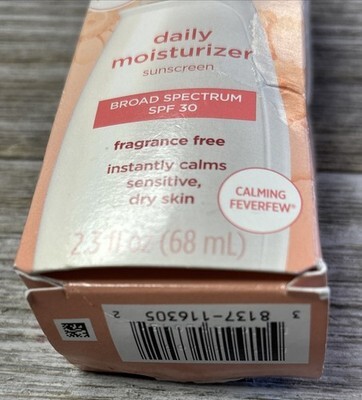 daily
moisturizer
sunscreen
BROAD SPECTRUM
SPF 30
fragrance free
instantly calms
sensitive,
dry skin
CALMING
FEVERFEW®
2.3 fl oz (68 mL)
3 8137-116305 2